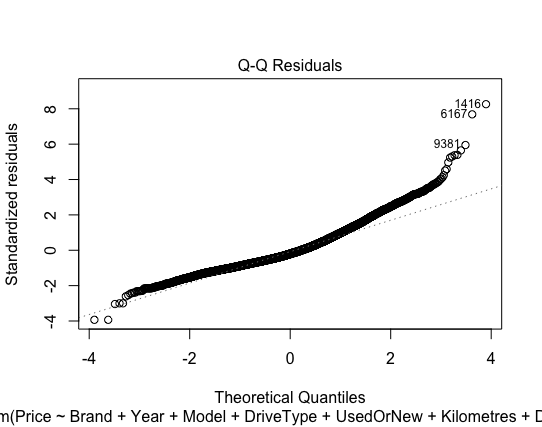 Q-Q Residuals
1416
6167
9381
8
6
4
2
0
-2
-4
Standardized residuals
-4 -2 0 2 4
Theoretical Quantiles
m(Price ~ Brand + Year + Model + DriveType + UsedOrNew + Kilometres + D